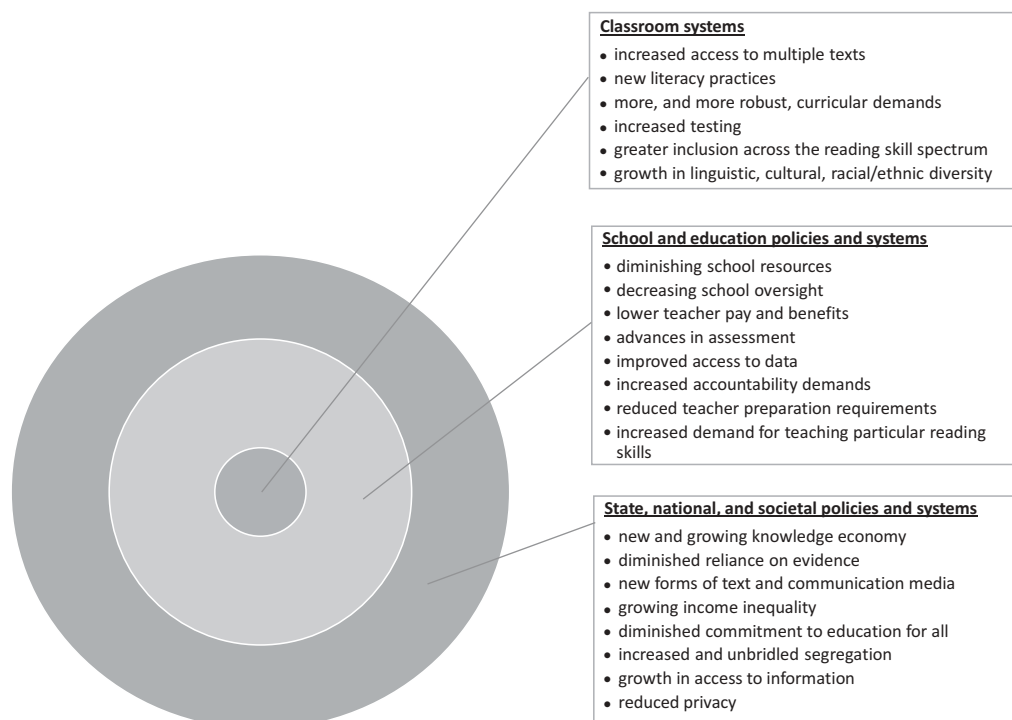 Classroom systems
• increased access to multiple texts
• new literacy practices
• more, and more robust, curricular demands
• increased testing
• greater inclusion across the reading skill spectrum
• growth in linguistic, cultural, racial/ethnic diversity
School and education policies and systems
• diminishing school resources
• decreasing school oversight
• lower teacher pay and benefits
• advances in assessment
• improved access to data
• increased accountability demands
• reduced teacher preparation requirements
• increased demand for teaching particular reading
skills
State, national, and societal policies and systems
• new and growing knowledge economy
• diminished reliance on evidence
• new forms of text and communication media
• growing income inequality
• diminished commitment to education for all
• increased and unbridled segregation
• growth in access to information
• reduced privacy